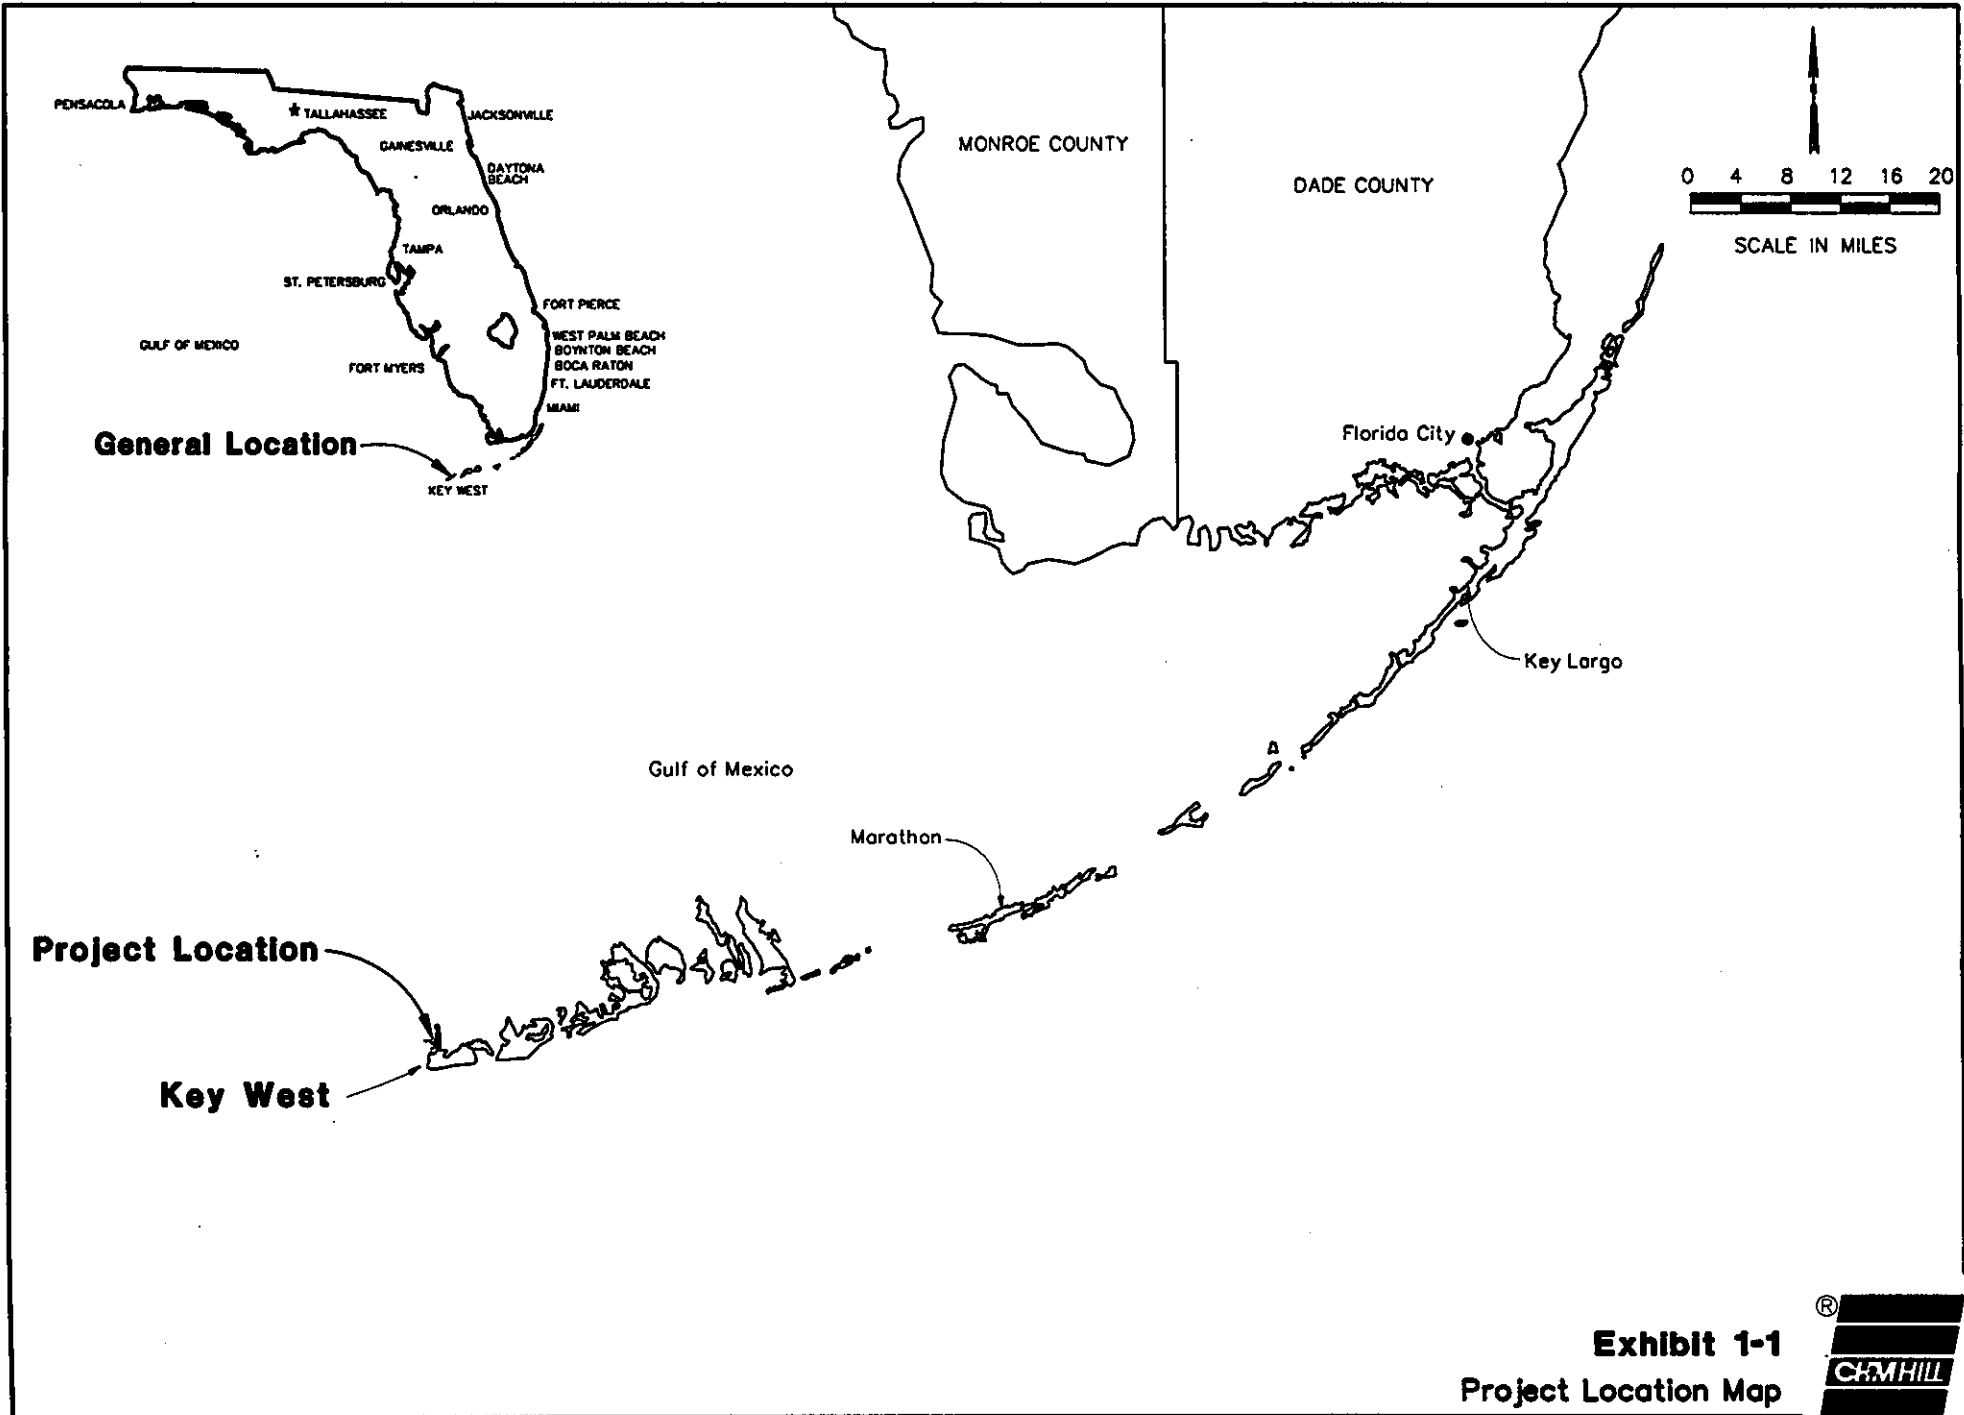 PENSACOLA
TALLAHASSEE
JACKSONVILLE
GAINESVILLE
DAYTONA
BEACH
ORLANDO
TAMPA
ST. PETERSBURG
FORT PIERCE
GULF OF MEXICO
WEST PALM BEACH
BOYNTON BEACH
BOCA RATON
FORT MYERS
FT. LAUDERDALE
MIAMI
General Location
KEY WEST
MONROE COUNTY
DADE COUNTY
0 4 8 12 16 20
SCALE IN MILES
Florida City
Key Largo
Gulf of Mexico
Marathon
Project Location
Key West
®
Exhibit 1-1
Project Location Map
CH2M HILL